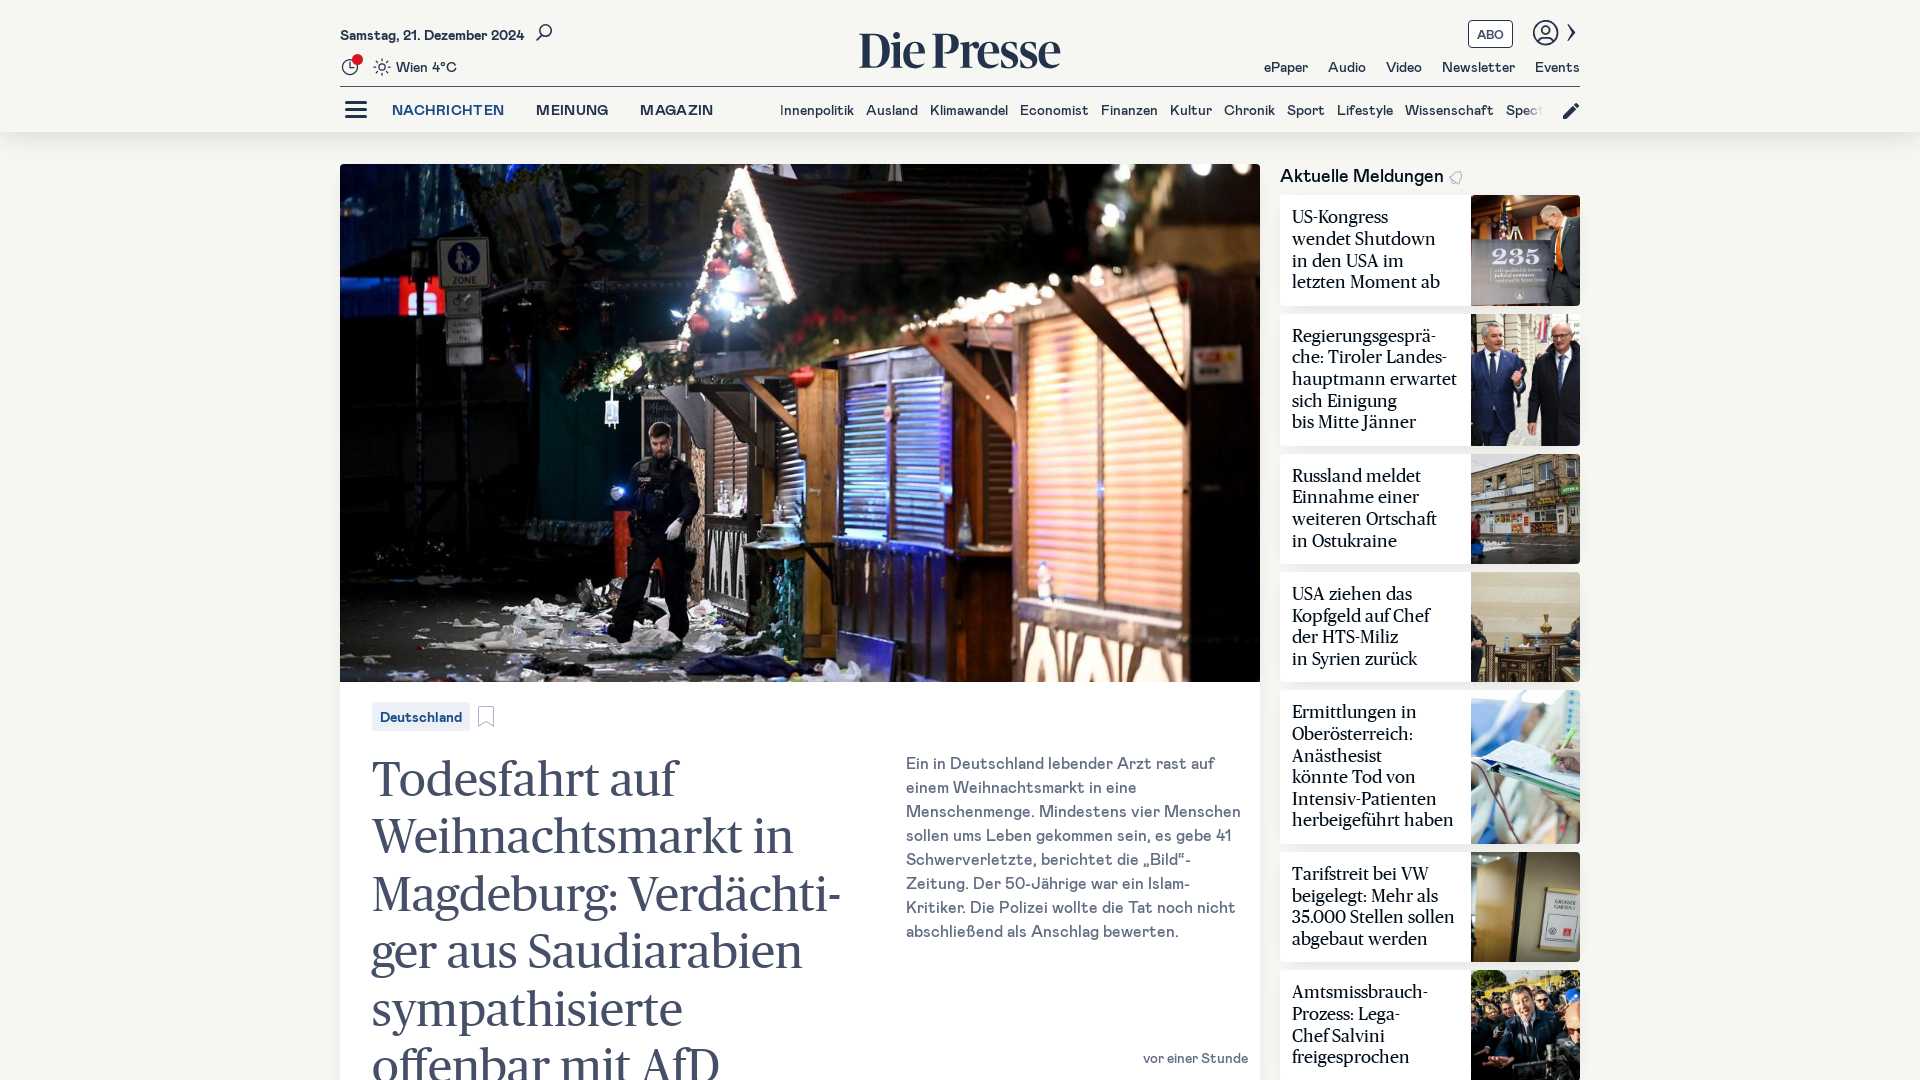 Samstag, 21. Dezember 2024
Wien 4°C
Die Presse
ABO
ePaper Audio Video Newsletter Events
NACHRICHTEN MEINUNG MAGAZIN
Innenpolitik Ausland Klimawandel Economist Finanzen Kultur Chronik Sport Lifestyle Wissenschaft Spect
ZONE
Deutschland
Todesfahrt auf
Weihnachtsmarkt in
Magdeburg: Verdächti-
ger aus Saudiarabien
sympathisierte
offenbar mit AfD
Ein in Deutschland lebender Arzt rast auf
einem Weihnachtsmarkt in eine
Menschenmenge. Mindestens vier Menschen
sollen ums Leben gekommen sein, es gebe 41
Schwerverletzte, berichtet die „Bild“-
Zeitung. Der 50-Jährige war ein Islam-
Kritiker. Die Polizei wollte die Tat noch nicht
abschließend als Anschlag bewerten.
vor einer Stunde
Aktuelle Meldungen
US-Kongress
wendet Shutdown
in den USA im
letzten Moment ab
235
Regierungsgesprä-
che: Tiroler Landes-
hauptmann erwartet
sich Einigung
bis Mitte Jänner
Russland meldet
Einnahme einer
weiteren Ortschaft
in Ostukraine
USA ziehen das
Kopfgeld auf Chef
der HTS-Miliz
in Syrien zurück
Ermittlungen in
Oberösterreich:
Anästhesist
könnte Tod von
Intensiv-Patienten
herbeigeführt haben
Tarifstreit bei VW
beigelegt: Mehr als
35.000 Stellen sollen
abgebaut werden
Amtsmissbrauch-
Prozess: Lega-
Chef Salvini
freigesprochen